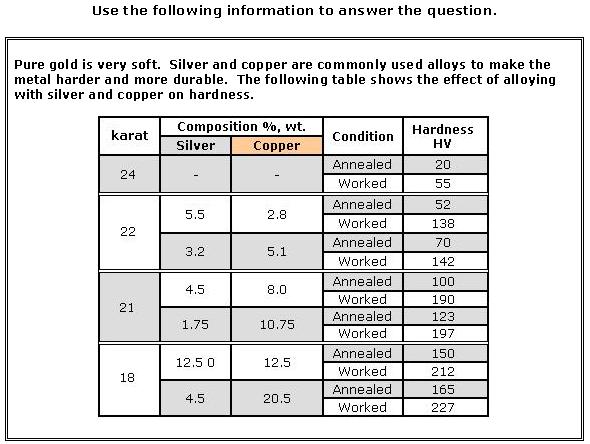 Use the following information to answer the question.
Pure gold is very soft.  Silver and copper are commonly used alloys to make the
metal harder and more durable.  The following table shows the effect of alloying
with silver and copper on hardness.
karat Composition %, wt. Condition Hardness HV
Silver Copper
24 - - Annealed 20
Worked 55
22 5.5 2.8 Annealed 52
Worked 138
3.2 5.1 Annealed 70
Worked 142
21 4.5 8.0 Annealed 100
Worked 190
1.75 10.75 Annealed 123
Worked 197
18 12.5 0 12.5 Annealed 150
Worked 212
4.5 20.5 Annealed 165
Worked 227